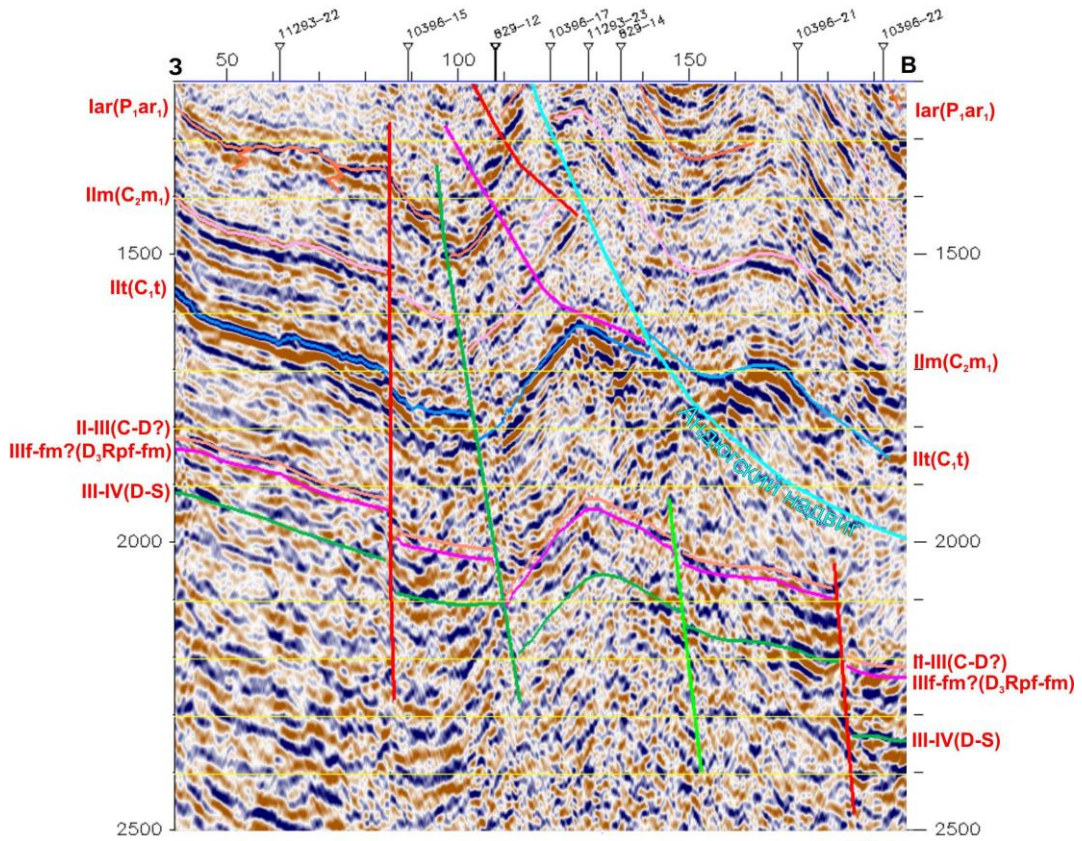 11293-22
10396-15
829-12
10396-17
11293-23
829-14
10396-21
10396-22
З 50 100 150 В
Iar(P₁ar₁) Iar(P₁ar₁)
IIm(C₂m₁)
1500 1500
IIt(C₁t)
IIm(C₂m₁)
II-III(C-D?)
IIIf-fm?(D₃Rpf-fm)
IIt(C₁t)
III-IV(D-S)
Андюгский надвиг
2000 2000
II-III(C-D?)
IIIf-fm?(D₃Rpf-fm)
III-IV(D-S)
2500 2500